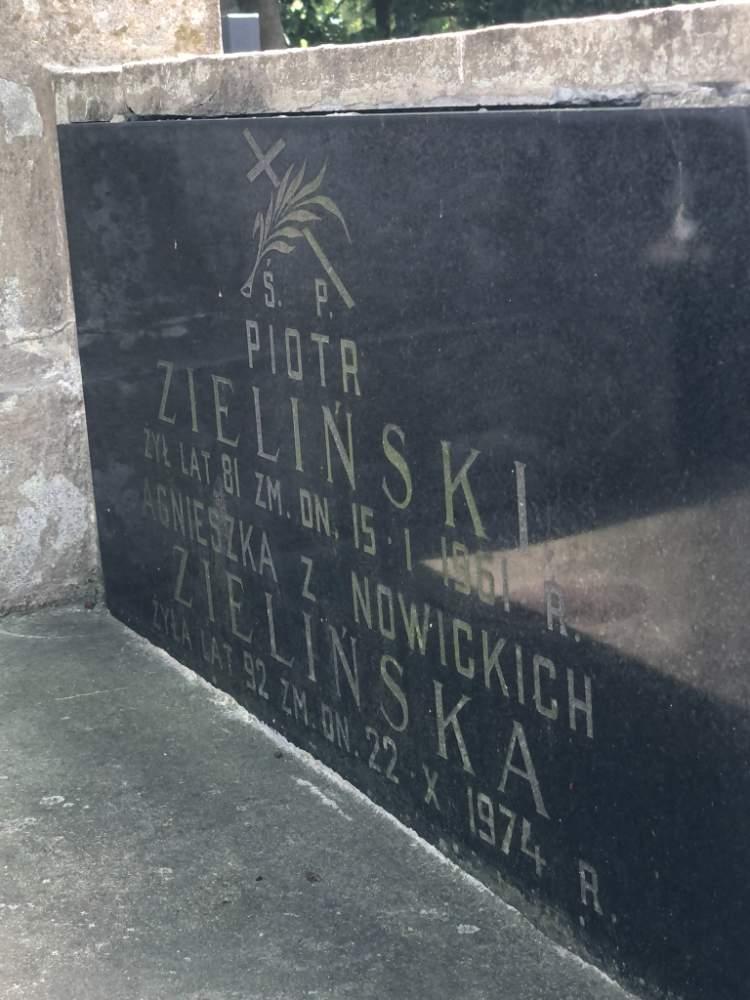 Ś. P.
PIOTR
ZIELIŃSKI
ŻYŁ LAT 81 ZM. DN. 15·I 1961 R.
AGNIESZKA Z NOWICKICH
ZIELIŃSKA
ŻYŁA LAT 92 ZM. DN. 22·X 1974 R.